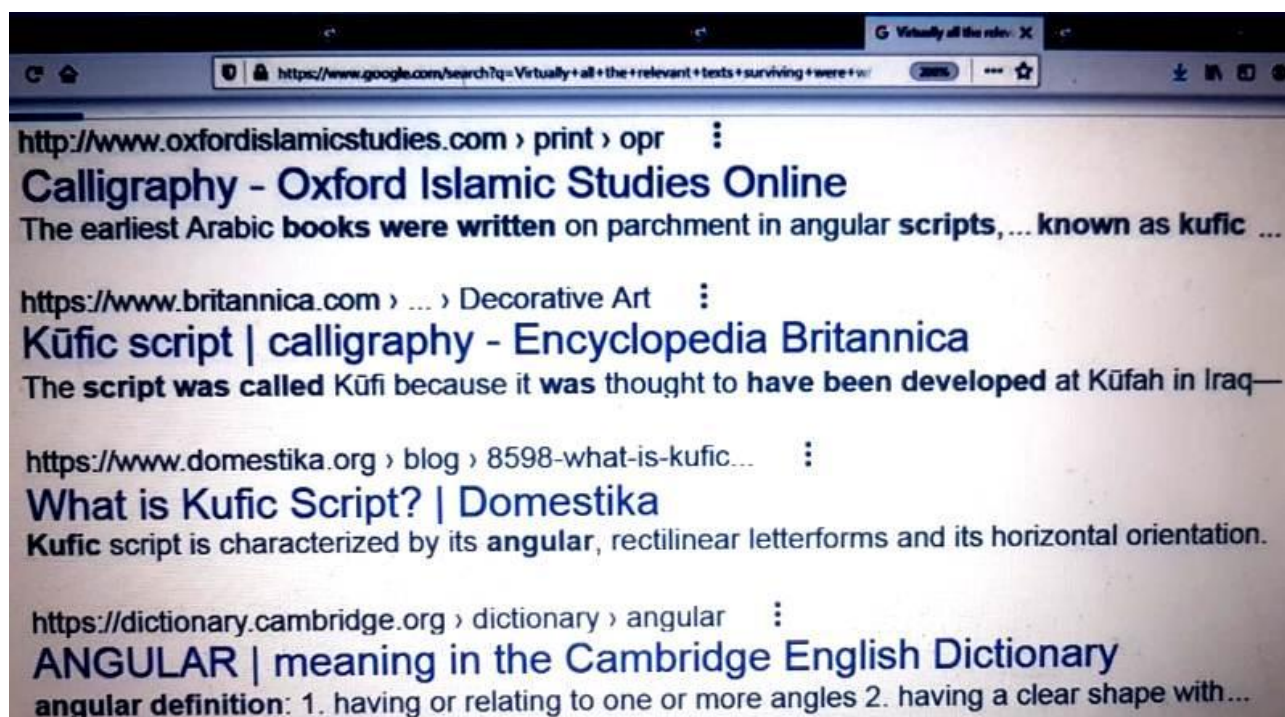 G Virtually all the rele
https://www.google.com/search?q=Virtually+all+the+relevant+texts+surviving+were+w
http://www.oxfordislamicstudies.com › print › opr
Calligraphy - Oxford Islamic Studies Online
The earliest Arabic books were written on parchment in angular scripts,... known as kufic ...
https://www.britannica.com › ... › Decorative Art
Kūfic script | calligraphy - Encyclopedia Britannica
The script was called Kūfi because it was thought to have been developed at Kūfah in Iraq—
https://www.domestika.org › blog › 8598-what-is-kufic...
What is Kufic Script? | Domestika
Kufic script is characterized by its angular, rectilinear letterforms and its horizontal orientation.
https://dictionary.cambridge.org › dictionary › angular
ANGULAR | meaning in the Cambridge English Dictionary
angular definition: 1. having or relating to one or more angles 2. having a clear shape with...